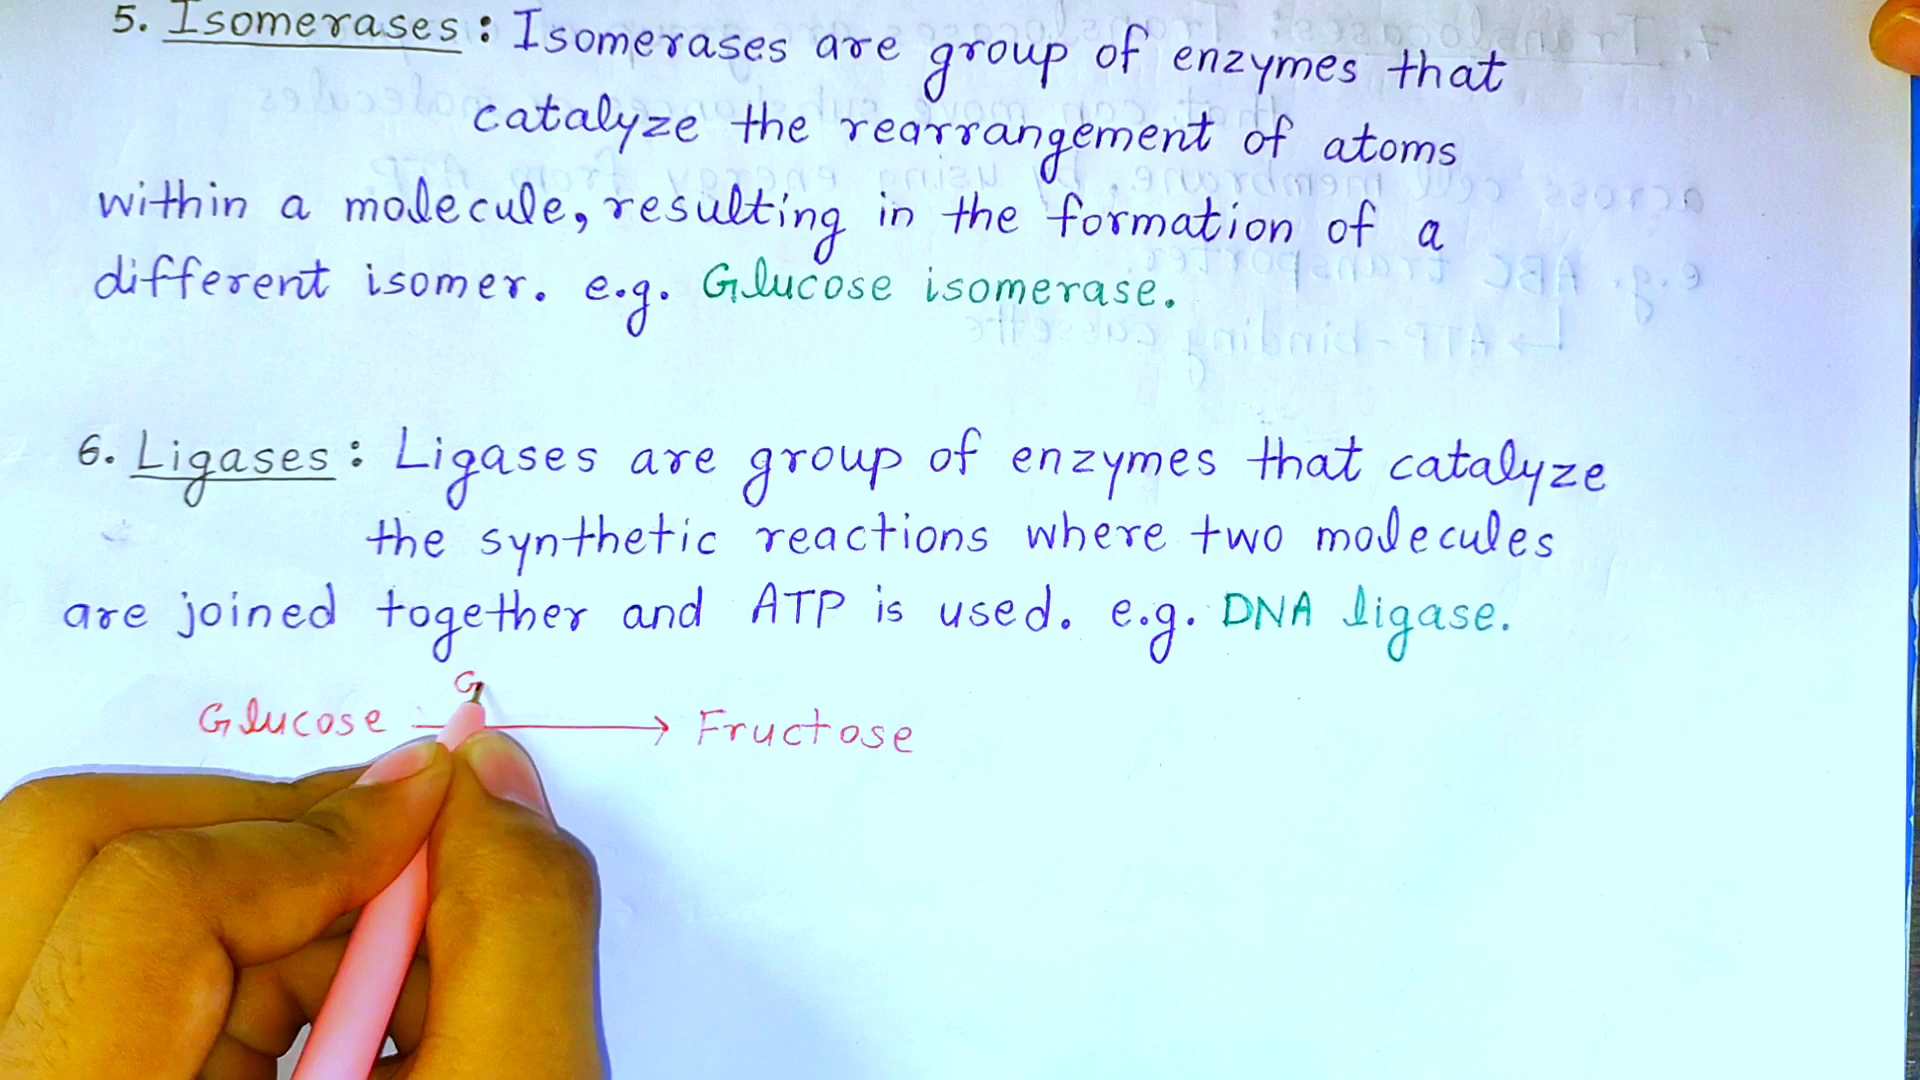 5. Isomerases: Isomerases are group of enzymes that
catalyze the rearrangement of atoms
within a molecule, resulting in the formation of a
different isomer. e.g. Glucose isomerase.
6. Ligases: Ligases are group of enzymes that catalyze
the synthetic reactions where two molecules
are joined together and ATP is used. e.g. DNA ligase.
G
Glucose → Fructose